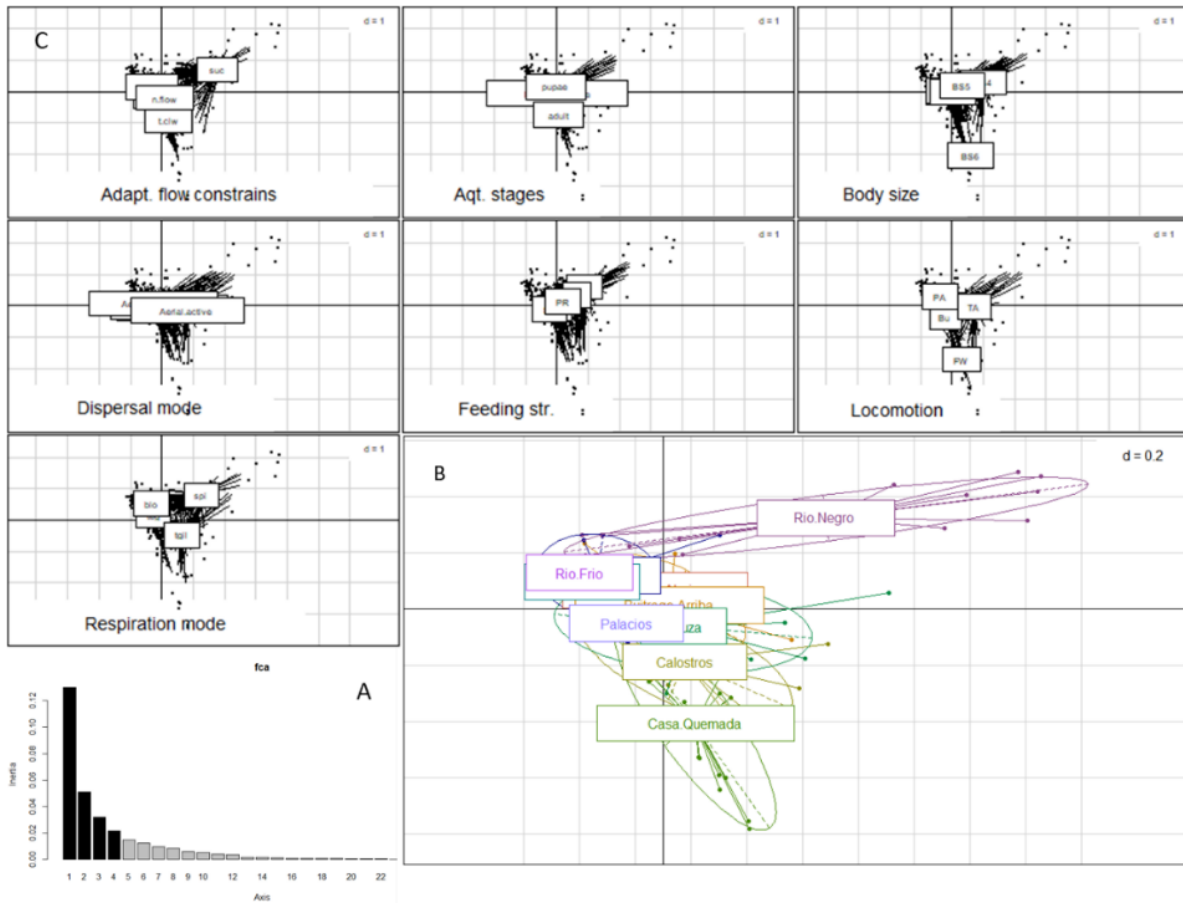 C
d = 1
suc
n.flow
t.clw
Adapt. flow constrains
d = 1
pupae
adult
Aqt. stages
d = 1
BS5
4
BS6
Body size
d = 1
Aerial.active
Dispersal mode
d = 1
PR
Feeding str.
d = 1
PA
TA
Bu
FW
Locomotion
d = 1
blo
spi
tgil
Respiration mode
B
d = 0.2
Rio.Negro
Rio.Frio
Arriba
Palacios
uza
Calostros
Casa.Quemada
fca
A
Inertia
0.12
0.10
0.08
0.06
0.04
0.02
0.00
1 2 3 4 5 6 7 8 9 10 12 14 16 18 20 22
Axis